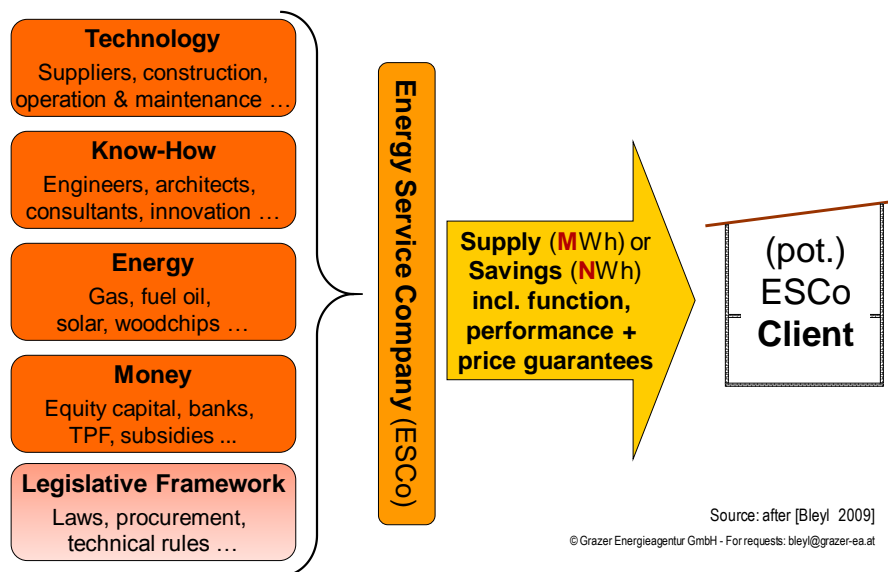 Technology
Suppliers, construction,
operation & maintenance …
Know-How
Engineers, architects,
consultants, innovation …
Energy
Gas, fuel oil,
solar, woodchips …
Money
Equity capital, banks,
TPF, subsidies ...
Legislative Framework
Laws, procurement,
technical rules …
Energy Service Company (ESCo)
Supply (MWh) or
Savings (NWh)
incl. function,
performance +
price guarantees
(pot.)
ESCo
Client
Source: after [Bleyl 2009]
© Grazer Energieagentur GmbH - For requests: bleyl@grazer-ea.at